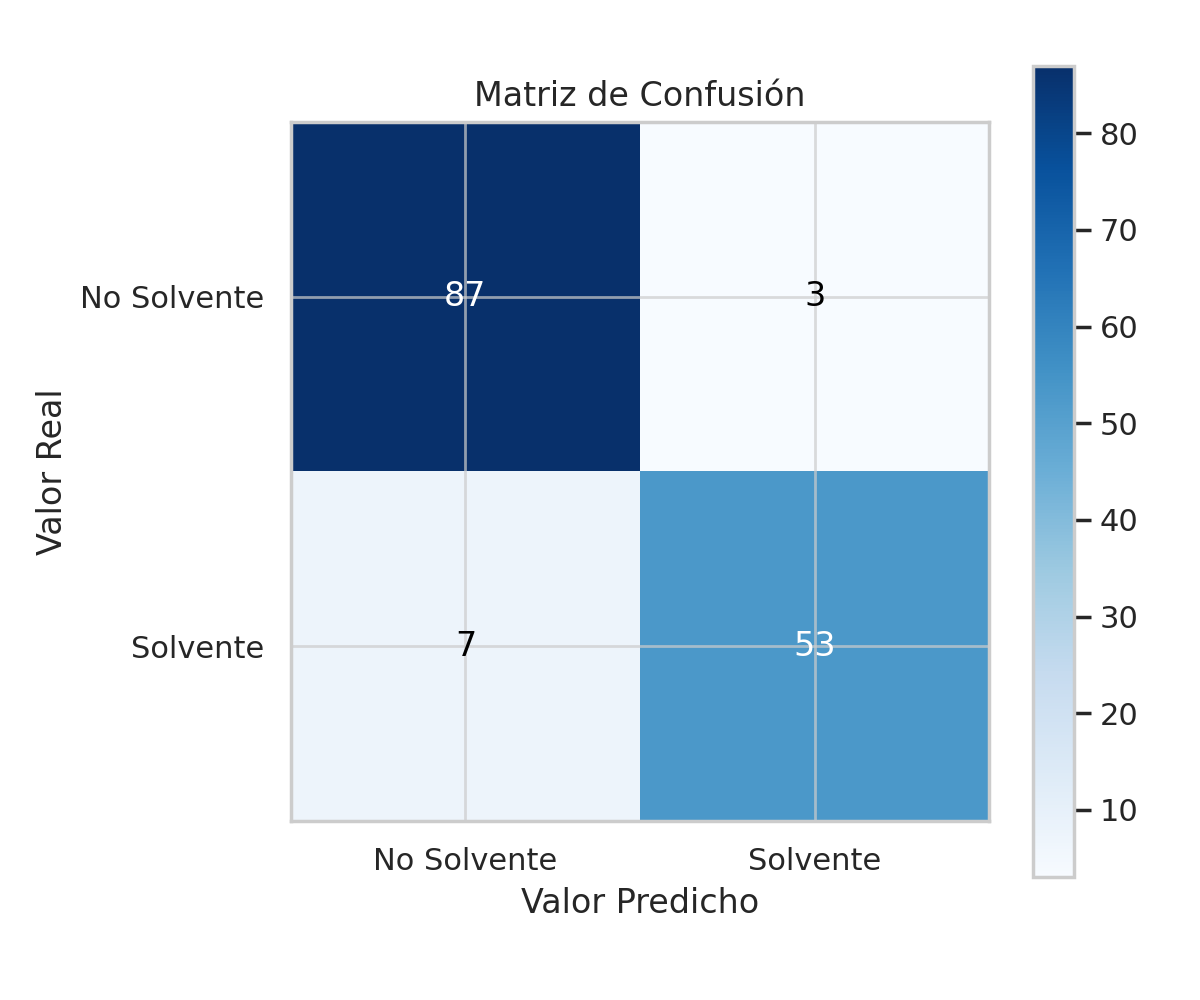 Matriz de Confusión
No Solvente
Solvente
Valor Real
87
3
7
53
No Solvente
Solvente
Valor Predicho
80
70
60
50
40
30
20
10